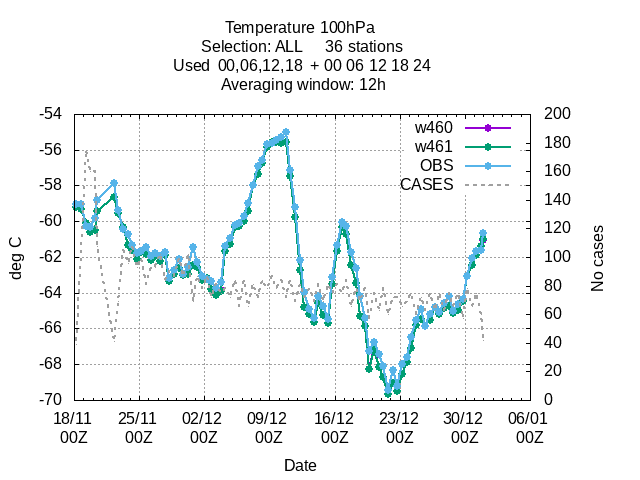 Temperature 100hPa
Selection: ALL 36 stations
Used 00,06,12,18 + 00 06 12 18 24
Averaging window: 12h
w460
w461
OBS
CASES
deg C
-54
-56
-58
-60
-62
-64
-66
-68
-70
No cases
200
180
160
140
120
100
80
60
40
20
0
18/11 25/11 02/12 09/12 16/12 23/12 30/12 06/01
00Z 00Z 00Z 00Z 00Z 00Z 00Z 00Z
Date